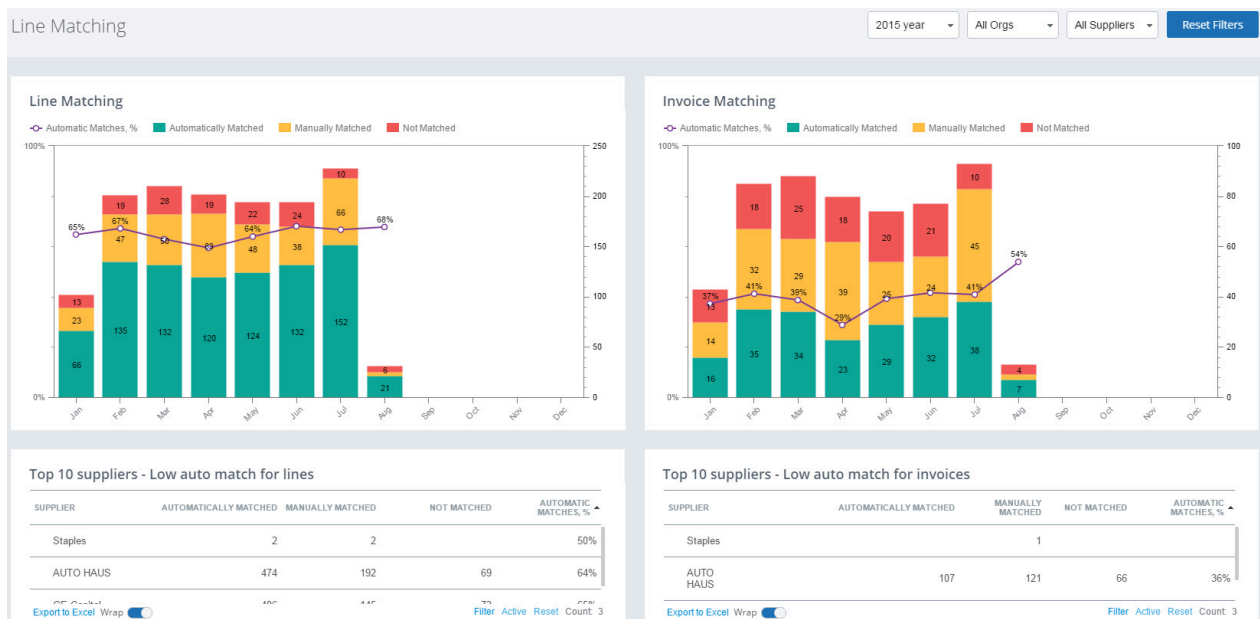 Line Matching
2015 year All Orgs All Suppliers Reset Filters
Line Matching
Automatic Matches, % Automatically Matched Manually Matched Not Matched
100% 250
200
150
100
50
0% 0
65% 67% 64% 68%
13 19 28 19 22 24 10 6
23 47 48 38 66
66 135 132 120 124 132 152 21
Jan Feb Mar Apr May Jun Jul Aug Sep Oct Nov Dec
Invoice Matching
Automatic Matches, % Automatically Matched Manually Matched Not Matched
100% 100
80
60
40
20
0% 0
37% 41% 39% 29% 41% 54%
18 25 18 20 21 10 4
14 32 29 39 24 45
16 35 34 23 29 32 38 7
Jan Feb Mar Apr May Jun Jul Aug Sep Oct Nov Dec
Top 10 suppliers - Low auto match for lines
SUPPLIER AUTOMATICALLY MATCHED MANUALLY MATCHED NOT MATCHED AUTOMATIC MATCHES, %
Staples 2 2 50%
AUTO HAUS 474 192 69 64%
Export to Excel Wrap Filter Active Reset Count: 3
Top 10 suppliers - Low auto match for invoices
SUPPLIER AUTOMATICALLY MATCHED MANUALLY MATCHED NOT MATCHED AUTOMATIC MATCHES, %
Staples 1
AUTO HAUS 107 121 66 36%
Export to Excel Wrap Filter Active Reset Count: 3